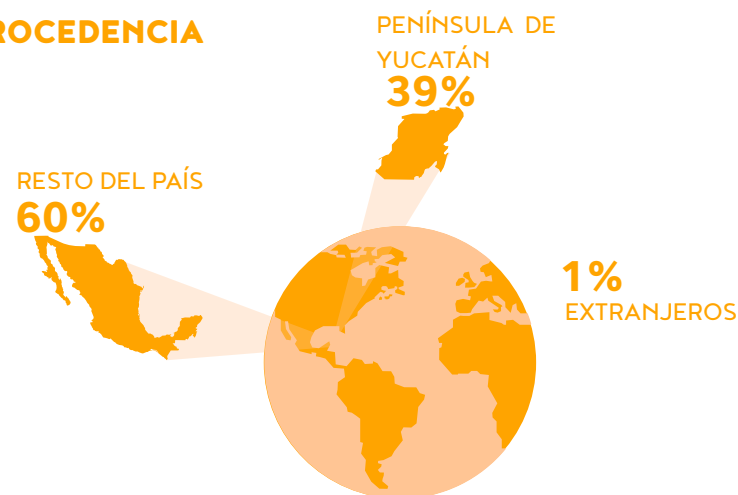 ROCEDENCIA
PENÍNSULA DE
YUCATÁN
39%
RESTO DEL PAÍS
60%
1%
EXTRANJEROS